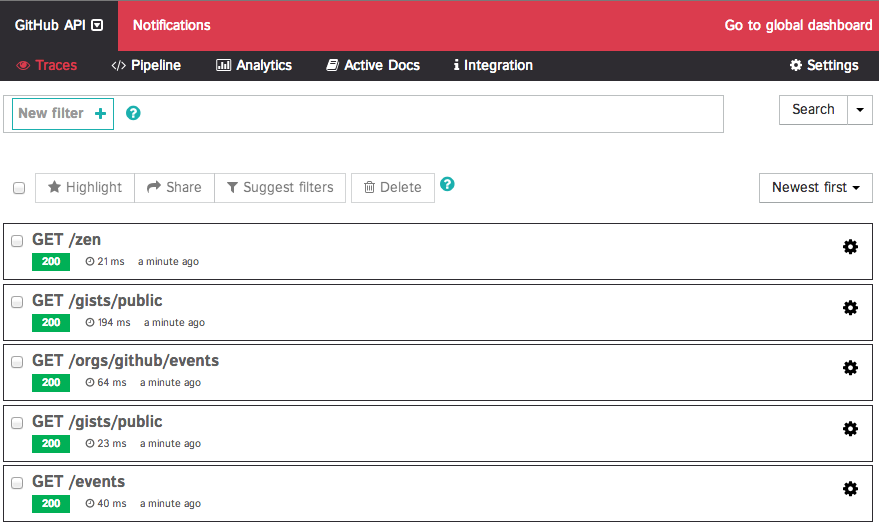 GitHub API Notifications Go to global dashboard
Traces </> Pipeline Analytics Active Docs Integration Settings
New filter + ? Search
Highlight Share Suggest filters Delete ? Newest first
GET /zen
200 21 ms a minute ago
GET /gists/public
200 194 ms a minute ago
GET /orgs/github/events
200 64 ms a minute ago
GET /gists/public
200 23 ms a minute ago
GET /events
200 40 ms a minute ago